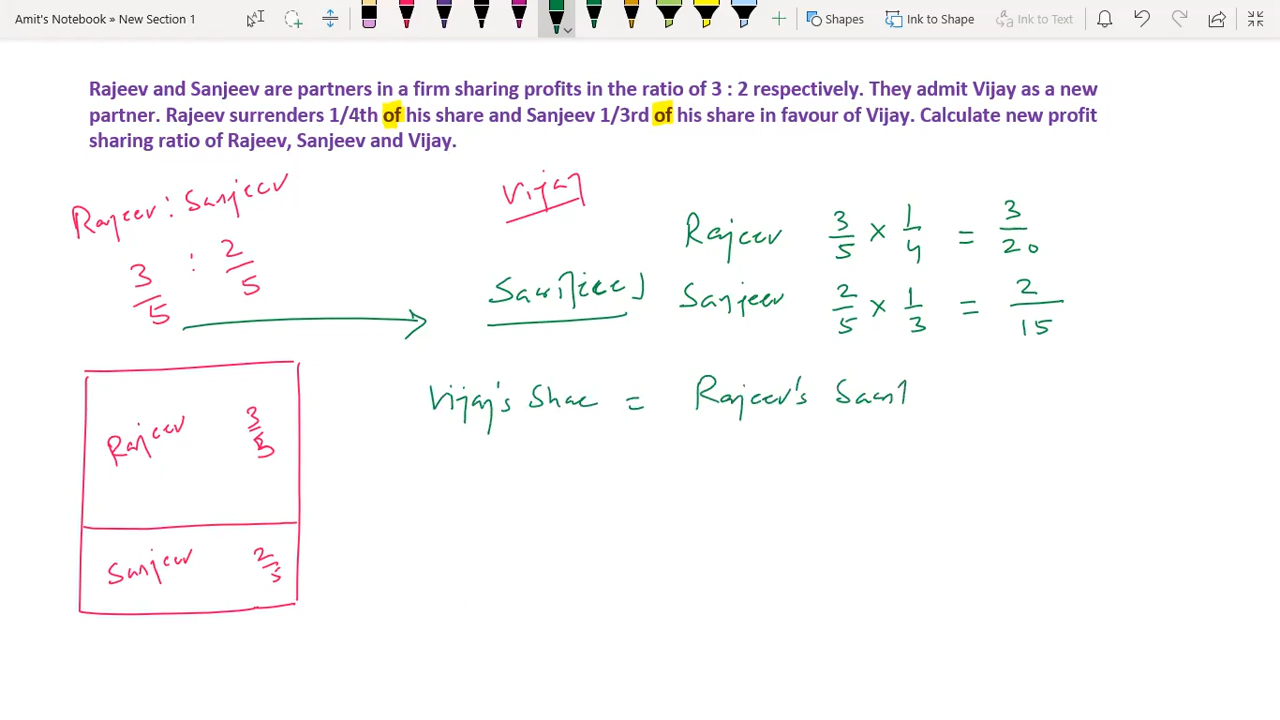 Amit's Notebook » New Section 1
Shapes
Ink to Shape
Ink to Text
Rajeev and Sanjeev are partners in a firm sharing profits in the ratio of 3 : 2 respectively. They admit Vijay as a new
partner. Rajeev surrenders 1/4th of his share and Sanjeev 1/3rd of his share in favour of Vijay. Calculate new profit
sharing ratio of Rajeev, Sanjeev and Vijay.
Rajeev : Sanjeev
3/5 : 2/5
Vijay
Sacrificed
Rajeev 3/5 × 1/4 = 3/20
Sanjeev 2/5 × 1/3 = 2/15
Vijay's Share = Rajeev's
Rajeev 3/5
Sanjeev 2/5